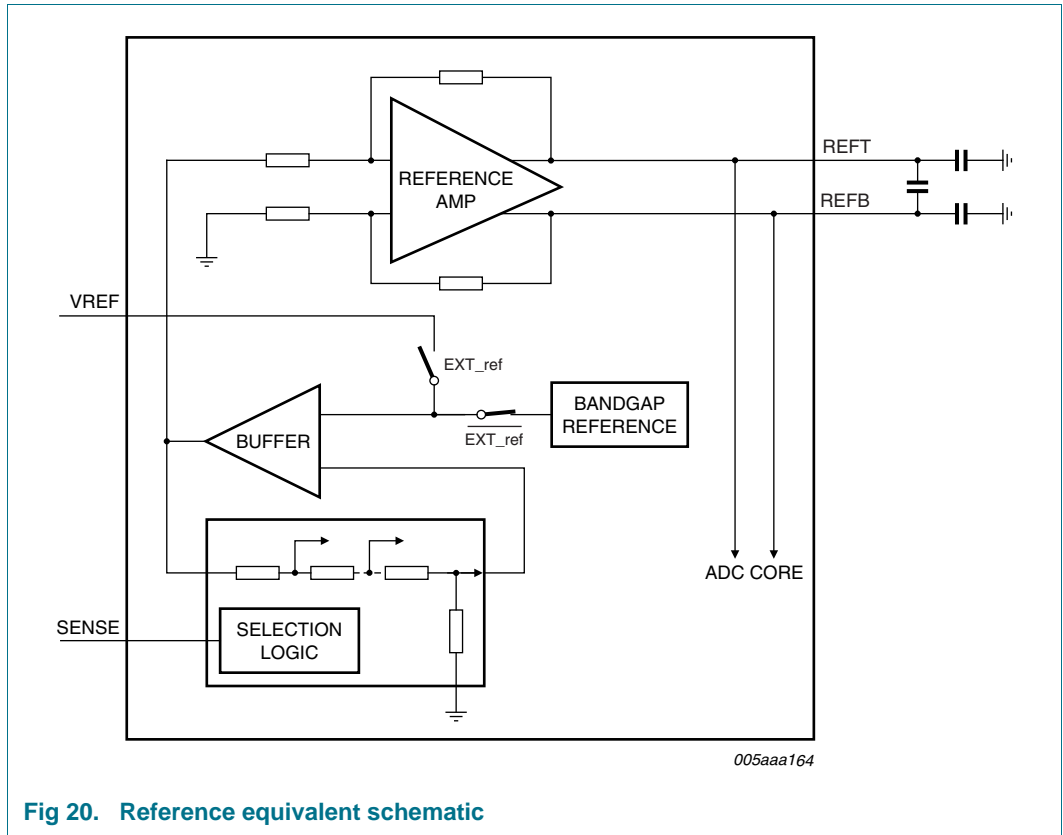 REFERENCE
AMP
REFT
REFB
VREF
EXT_ref
EXT_ref
BANDGAP
REFERENCE
BUFFER
ADC CORE
SENSE
SELECTION
LOGIC
005aaa164
Fig 20. Reference equivalent schematic